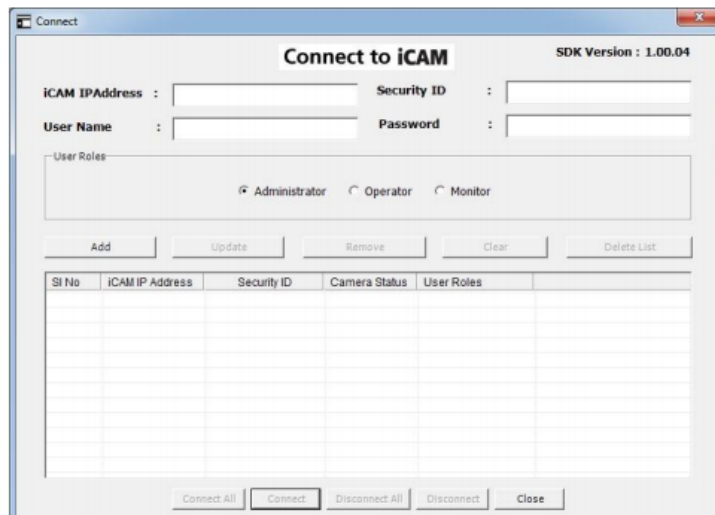 Connect
Connect to iCAM
SDK Version : 1.00.04
iCAM IPAddress : Security ID :
User Name : Password :
User Roles
Administrator Operator Monitor
Add Update Remove Clear Delete List
SI No iCAM IP Address Security ID Camera Status User Roles
Connect All Connect Disconnect All Disconnect Close